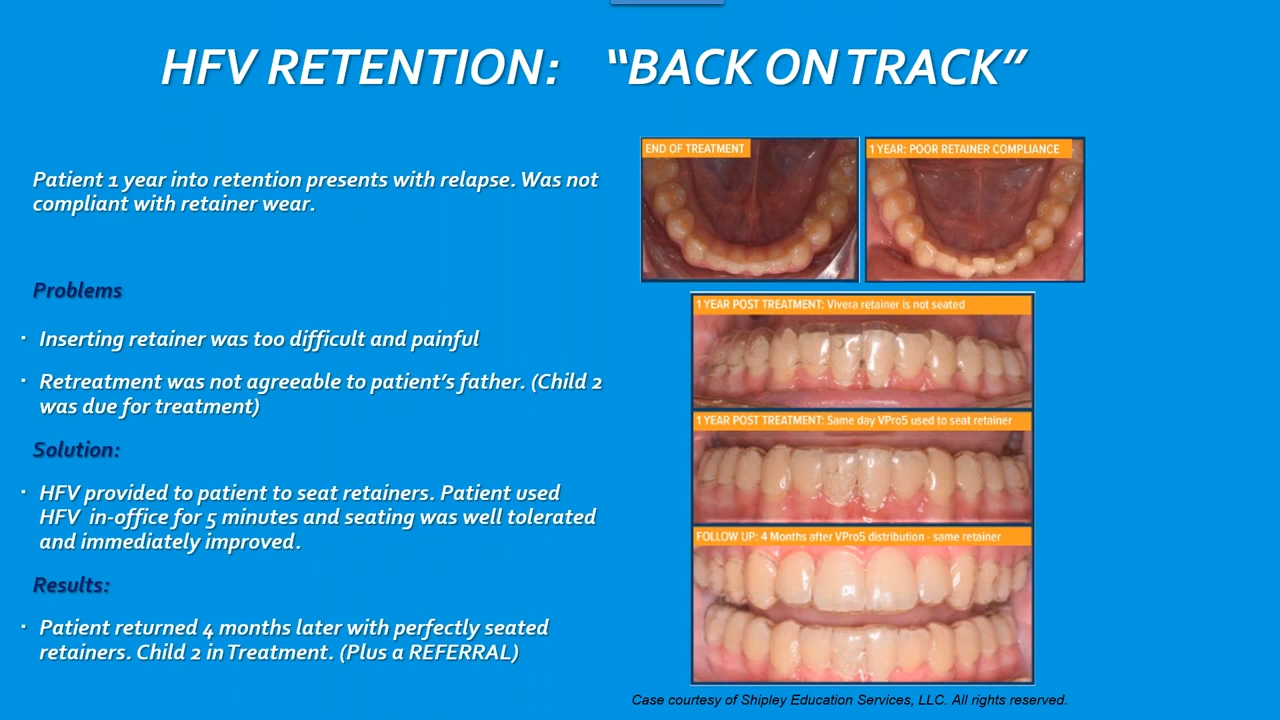 HFV RETENTION: “BACK ON TRACK”
Patient 1 year into retention presents with relapse. Was not
compliant with retainer wear.
Problems
· Inserting retainer was too difficult and painful
· Retreatment was not agreeable to patient’s father. (Child 2
was due for treatment)
Solution:
· HFV provided to patient to seat retainers. Patient used
HFV in-office for 5 minutes and seating was well tolerated
and immediately improved.
Results:
· Patient returned 4 months later with perfectly seated
retainers. Child 2 in Treatment. (Plus a REFERRAL)
END OF TREATMENT
1 YEAR: POOR RETAINER COMPLIANCE
1 YEAR POST TREATMENT: Vivera retainer is not seated
1 YEAR POST TREATMENT: Same day VPro5 used to seat retainer
FOLLOW UP: 4 Months after VPro5 distribution - same retainer
Case courtesy of Shipley Education Services, LLC. All rights reserved.